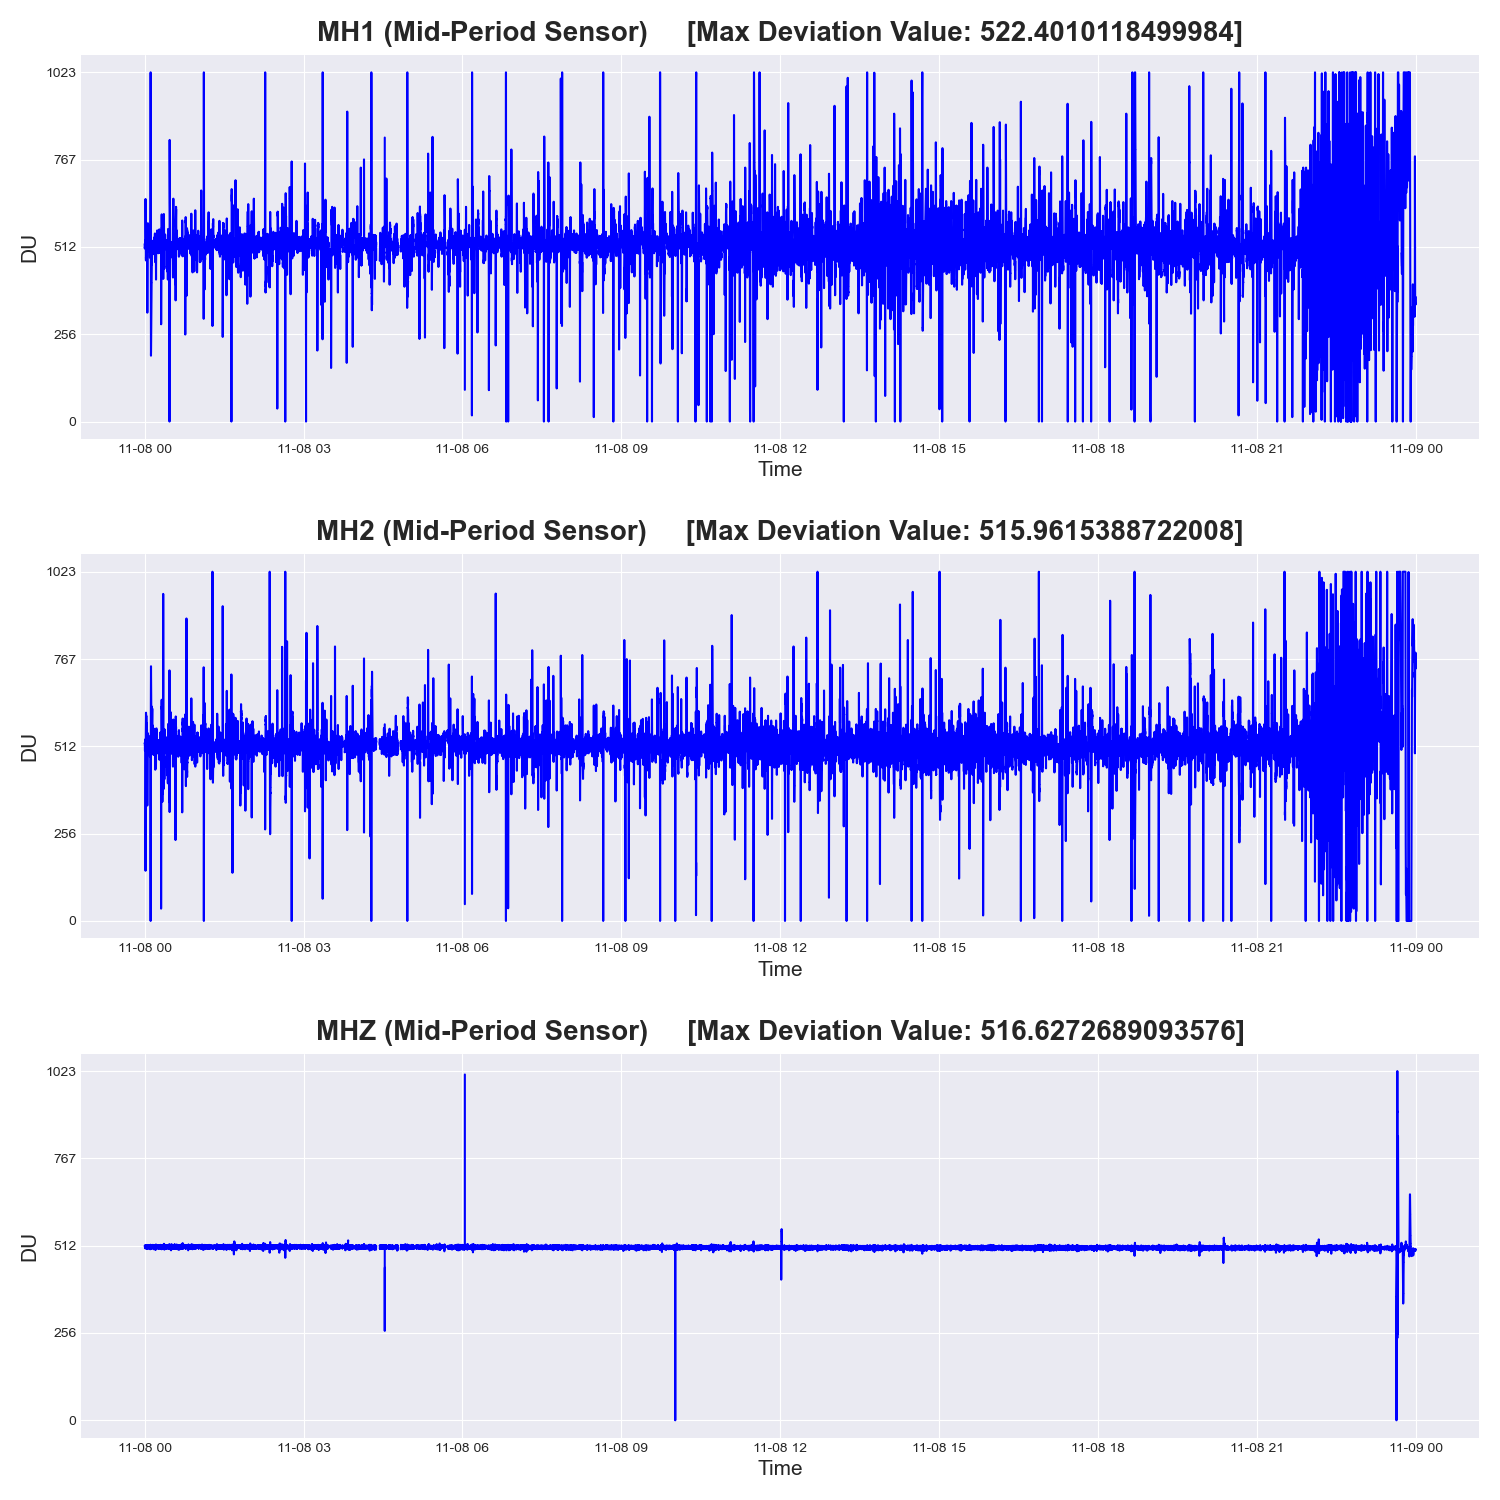 MH1 (Mid-Period Sensor) [Max Deviation Value: 522.4010118499984]
1023
767
512
256
0
DU
11-08 00 11-08 03 11-08 06 11-08 09 11-08 12 11-08 15 11-08 18 11-08 21 11-09 00
Time
MH2 (Mid-Period Sensor) [Max Deviation Value: 515.9615388722008]
1023
767
512
256
0
DU
11-08 00 11-08 03 11-08 06 11-08 09 11-08 12 11-08 15 11-08 18 11-08 21 11-09 00
Time
MHZ (Mid-Period Sensor) [Max Deviation Value: 516.6272689093576]
1023
767
512
256
0
DU
11-08 00 11-08 03 11-08 06 11-08 09 11-08 12 11-08 15 11-08 18 11-08 21 11-09 00
Time